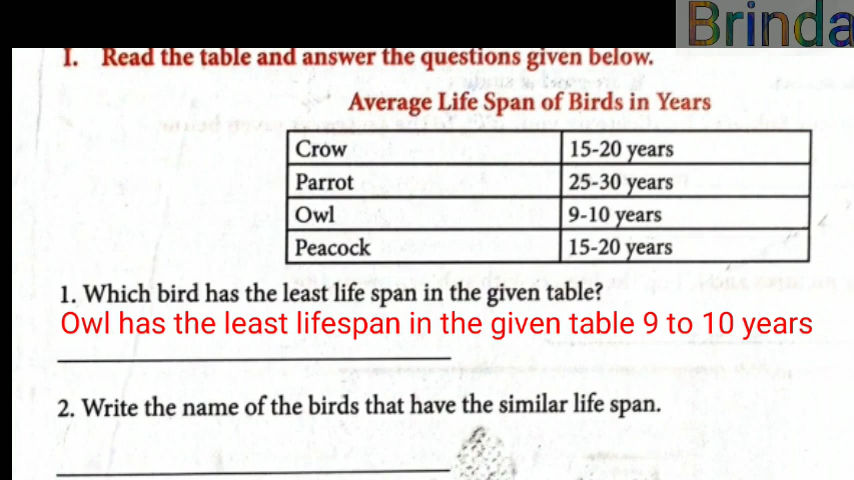 Brinda
I. Read the table and answer the questions given below.
Average Life Span of Birds in Years
Crow 15-20 years
Parrot 25-30 years
Owl 9-10 years
Peacock 15-20 years
1. Which bird has the least life span in the given table?
Owl has the least lifespan in the given table 9 to 10 years
2. Write the name of the birds that have the similar life span.